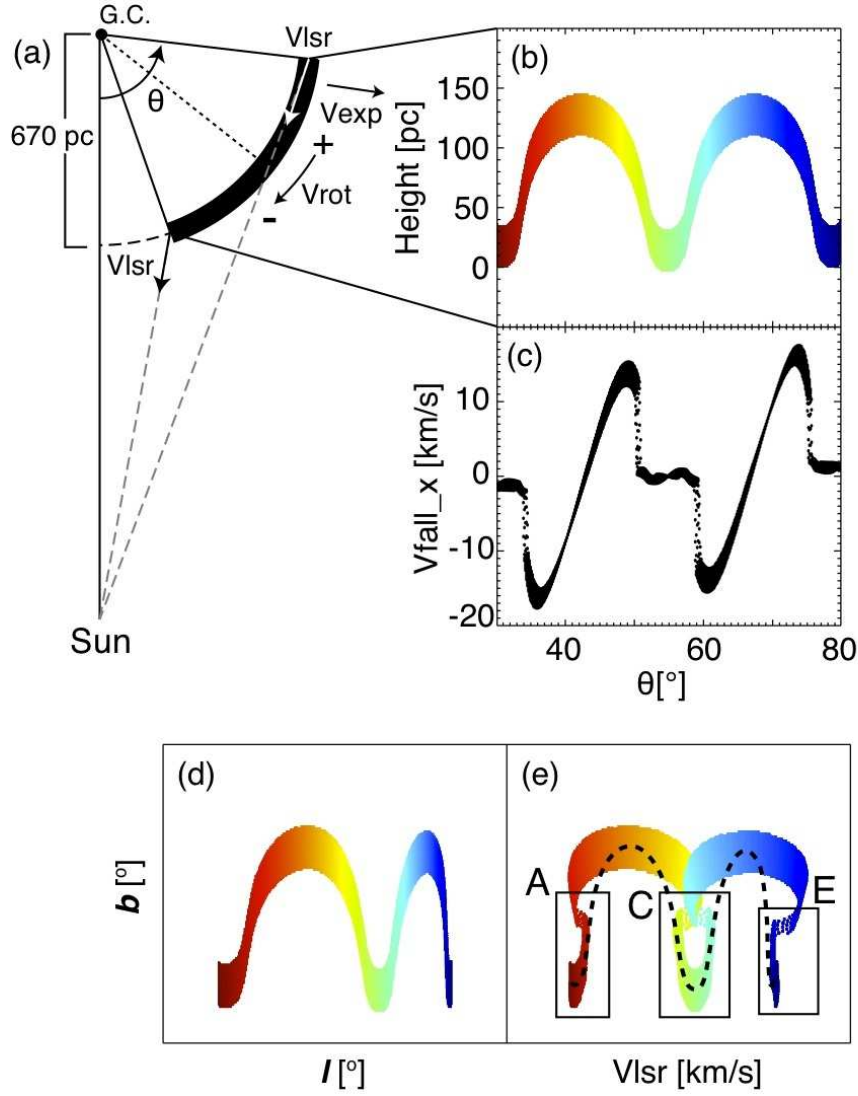 (a)
G.C.
Vlsr
θ
670 pc
Vexp
+
Vrot
-
Vlsr
Sun
(b)
Height [pc]
150
100
50
0
(c)
Vfall_x [km/s]
10
0
-10
-20
40 60 80
θ[°]
(d)
b [°]
l [°]
(e)
A
C
E
Vlsr [km/s]